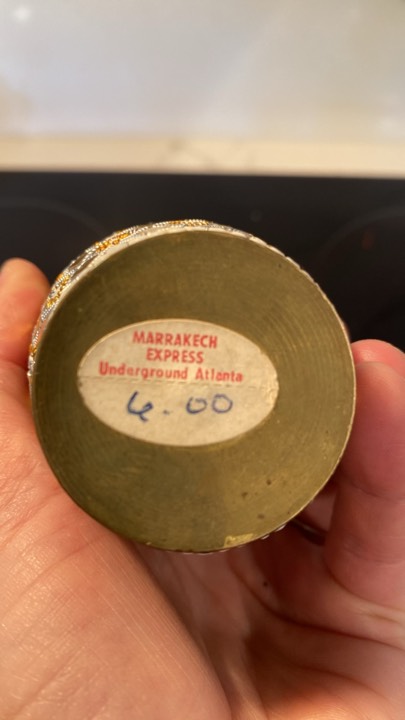 MARRAKECH
EXPRESS
Underground Atlanta
6.00